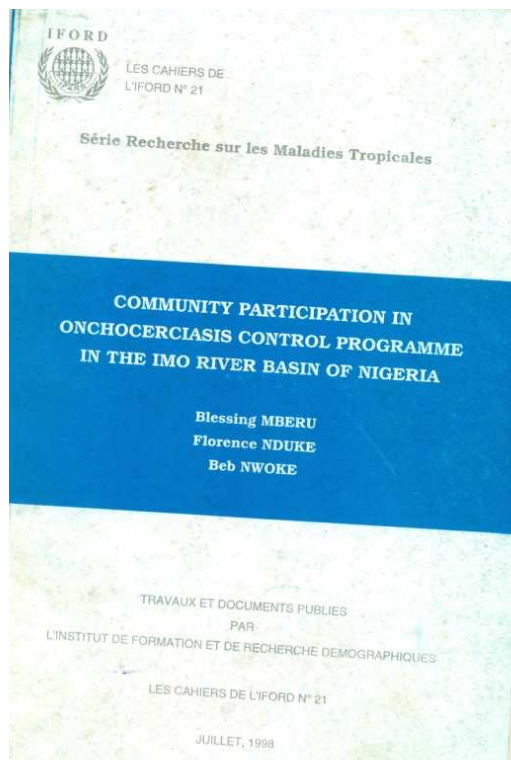 IFORD
LES CAHIERS DE
L'IFORD N° 21
Série Recherche sur les Maladies Tropicales
COMMUNITY PARTICIPATION IN
ONCHOCERCIASIS CONTROL PROGRAMME
IN THE IMO RIVER BASIN OF NIGERIA
Blessing MBERU
Florence NDUKE
Beb NWOKE
TRAVAUX ET DOCUMENTS PUBLIES
PAR
L'INSTITUT DE FORMATION ET DE RECHERCHE DEMOGRAPHIQUES
LES CAHIERS DE L'IFORD N° 21
JUILLET, 1998